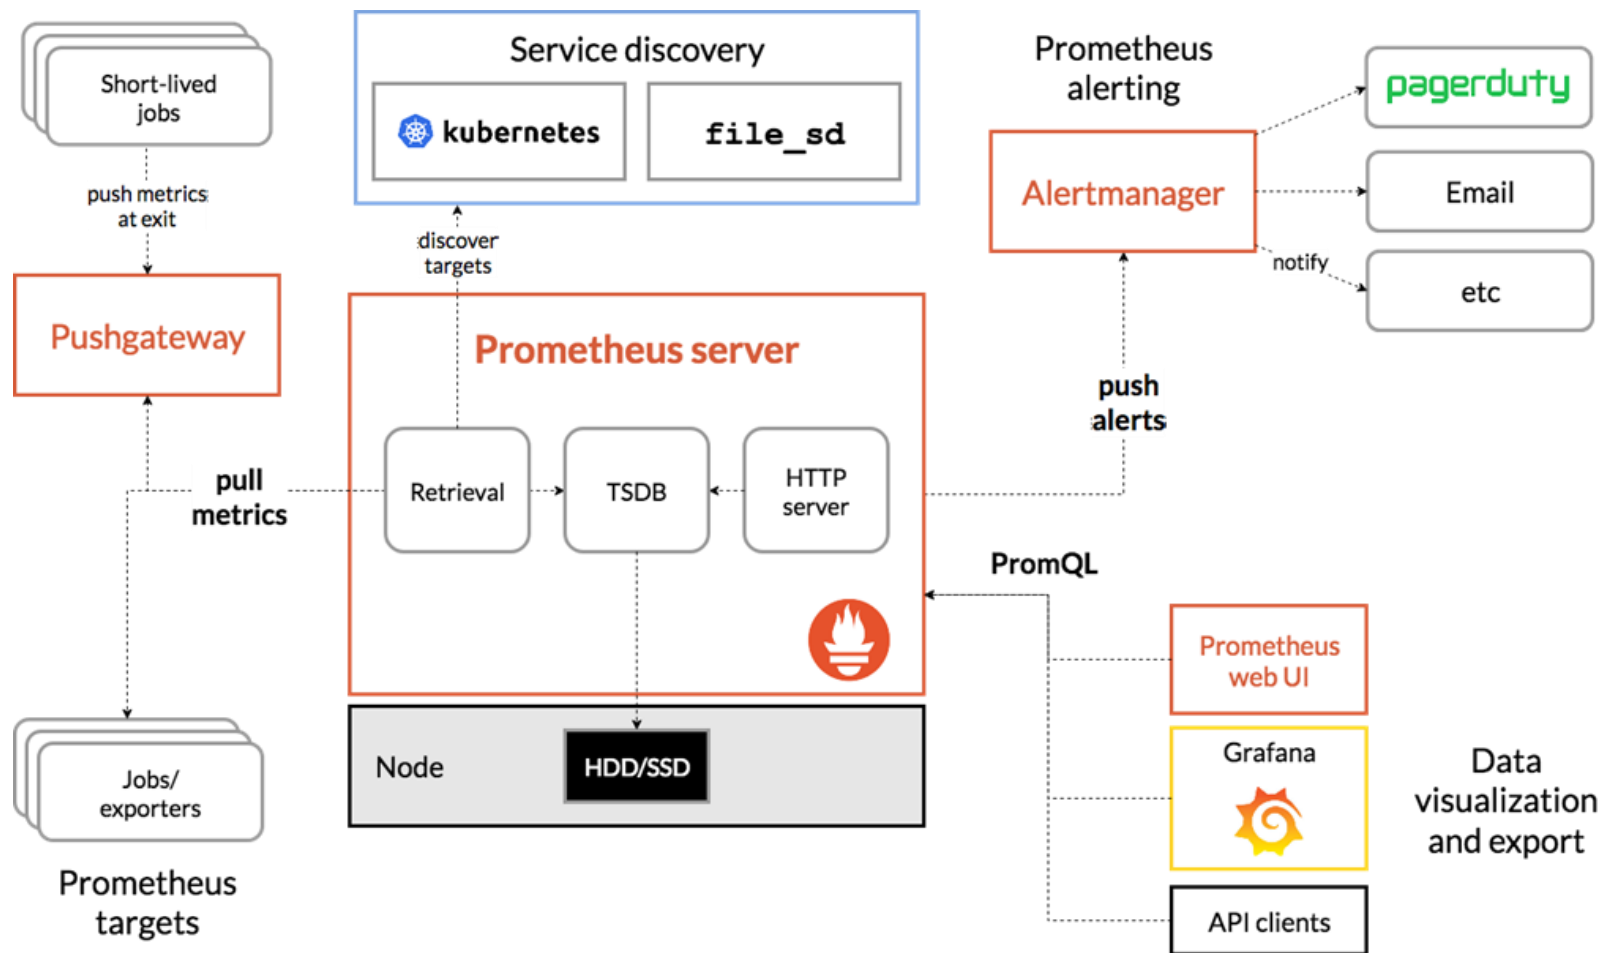 Short-lived
jobs
push metrics
at exit
Pushgateway
pull
metrics
Jobs/
exporters
Prometheus
targets
Service discovery
kubernetes
file_sd
discover
targets
Prometheus server
Retrieval
TSDB
HTTP
server
Node
HDD/SSD
Prometheus
alerting
Alertmanager
pagerduty
Email
notify
etc
push
alerts
PromQL
Prometheus
web UI
Grafana
API clients
Data
visualization
and export